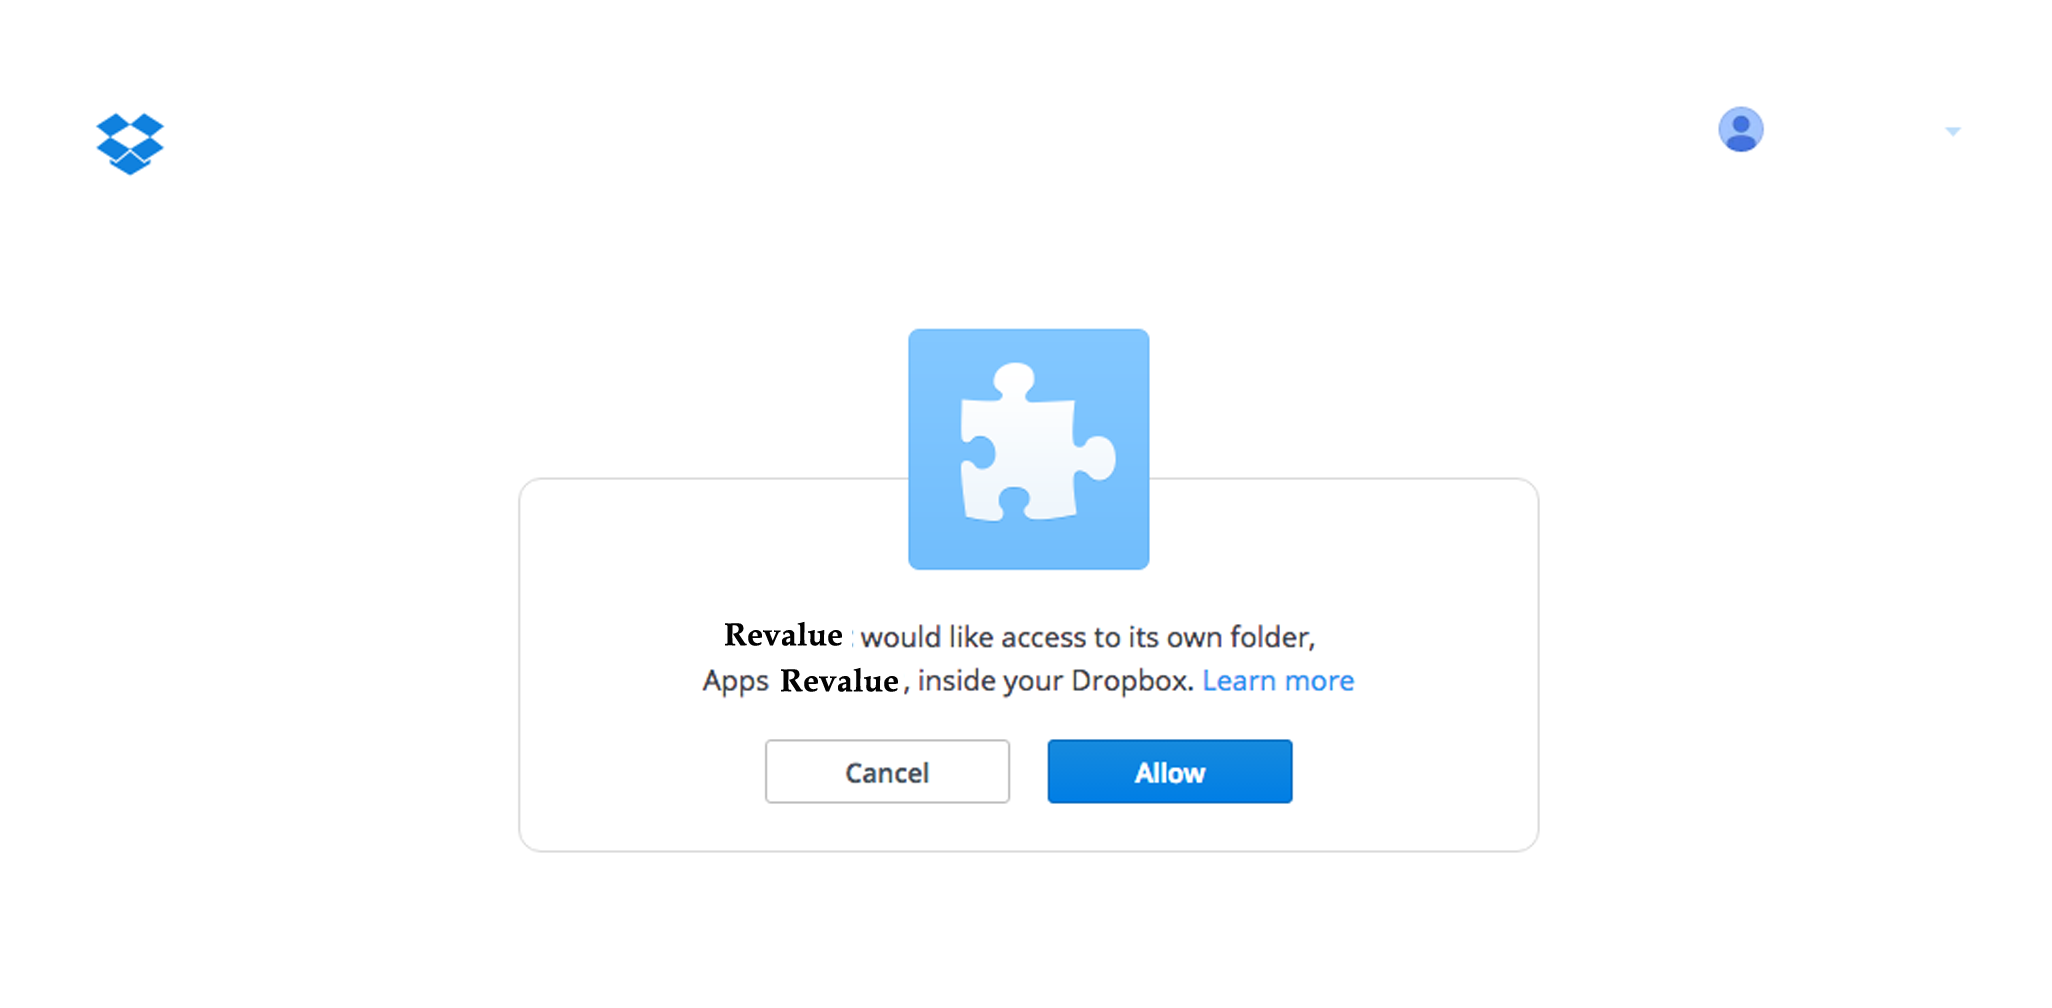 Revalue would like access to its own folder,
Apps Revalue, inside your Dropbox. Learn more
Cancel
Allow